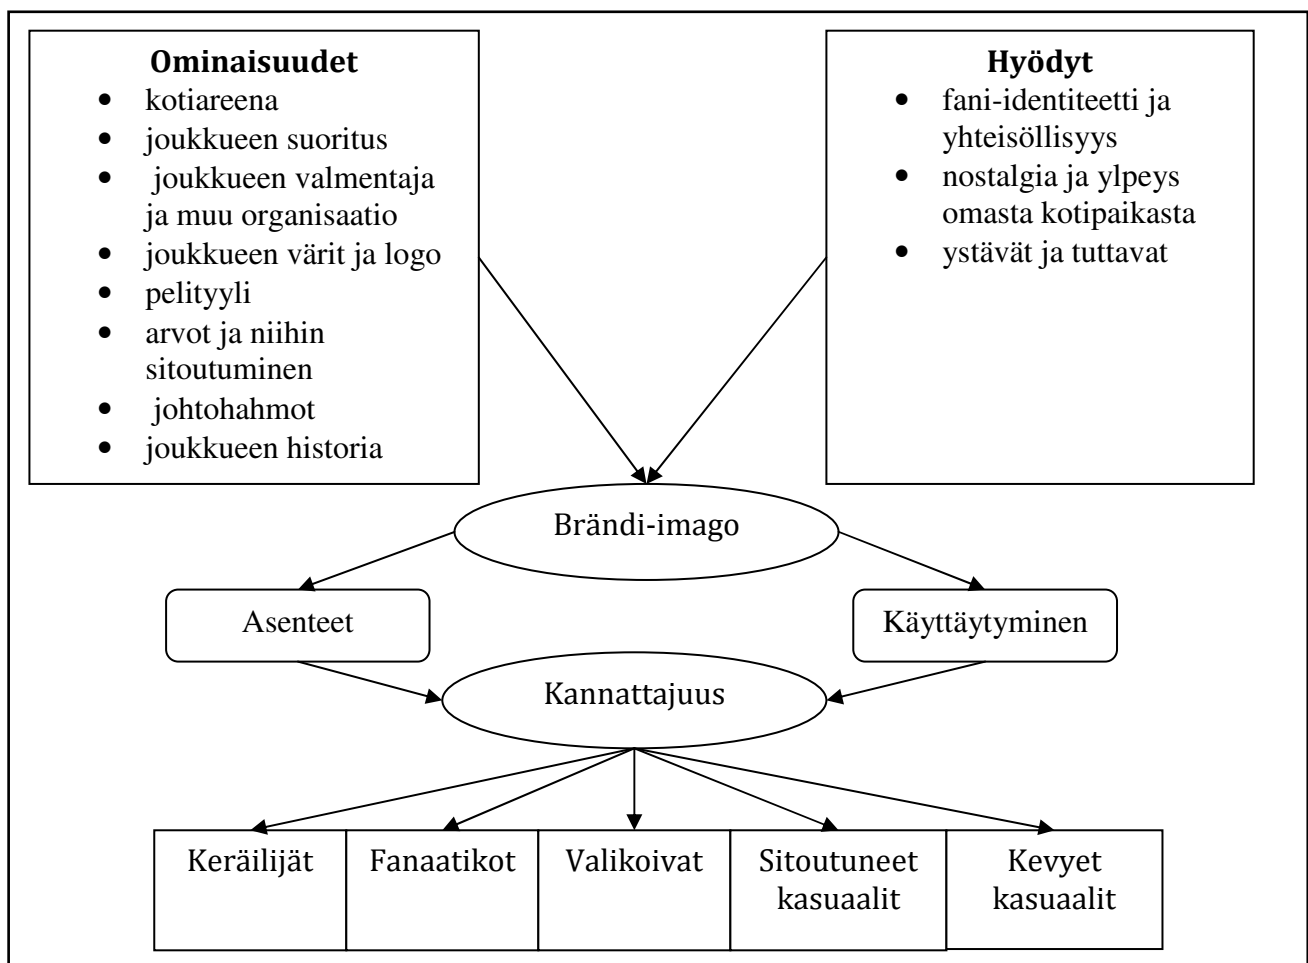 Ominaisuudet
• kotiareena
• joukkueen suoritus
• joukkueen valmentaja
ja muu organisaatio
• joukkueen värit ja logo
• pelityyli
• arvot ja niihin
sitoutuminen
• johtohahmot
• joukkueen historia
Hyödyt
• fani-identiteetti ja
yhteisöllisyys
• nostalgia ja ylpeys
omasta kotipaikasta
• ystävät ja tuttavat
Brändi-imago
Asenteet
Käyttäytyminen
Kannattajuus
Keräilijät
Fanaatikot
Valikoivat
Sitoutuneet
kasuaalit
Kevyet
kasuaalit